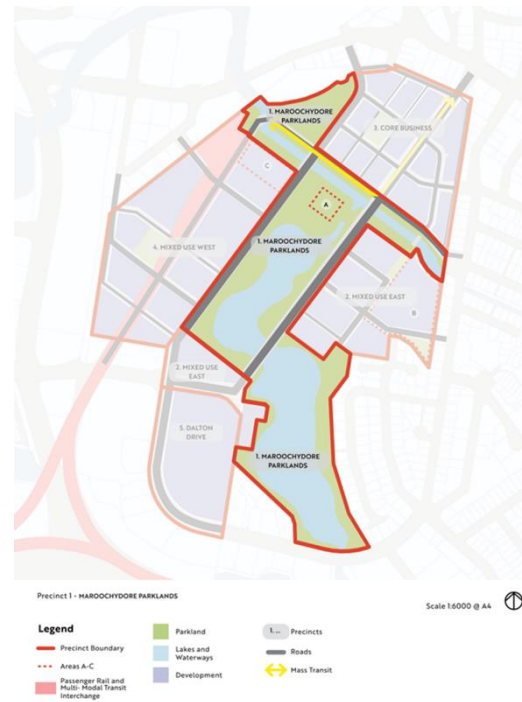 1. MAROOCHYDORE
PARKLANDS
3. CORE BUSINESS
C
A
4. MIXED USE WEST
1. MAROOCHYDORE
PARKLANDS
2. MIXED USE EAST
B
2. MIXED USE
EAST
5. DALTON
DRIVE
1. MAROOCHYDORE
PARKLANDS
Precinct 1 - MAROOCHYDORE PARKLANDS
Scale 1:6000 @ A4
Legend
Precinct Boundary
Areas A-C
Passenger Rail and
Multi- Modal Transit
Interchange
Parkland
Lakes and
Waterways
Development
1. ... Precincts
Roads
Mass Transit